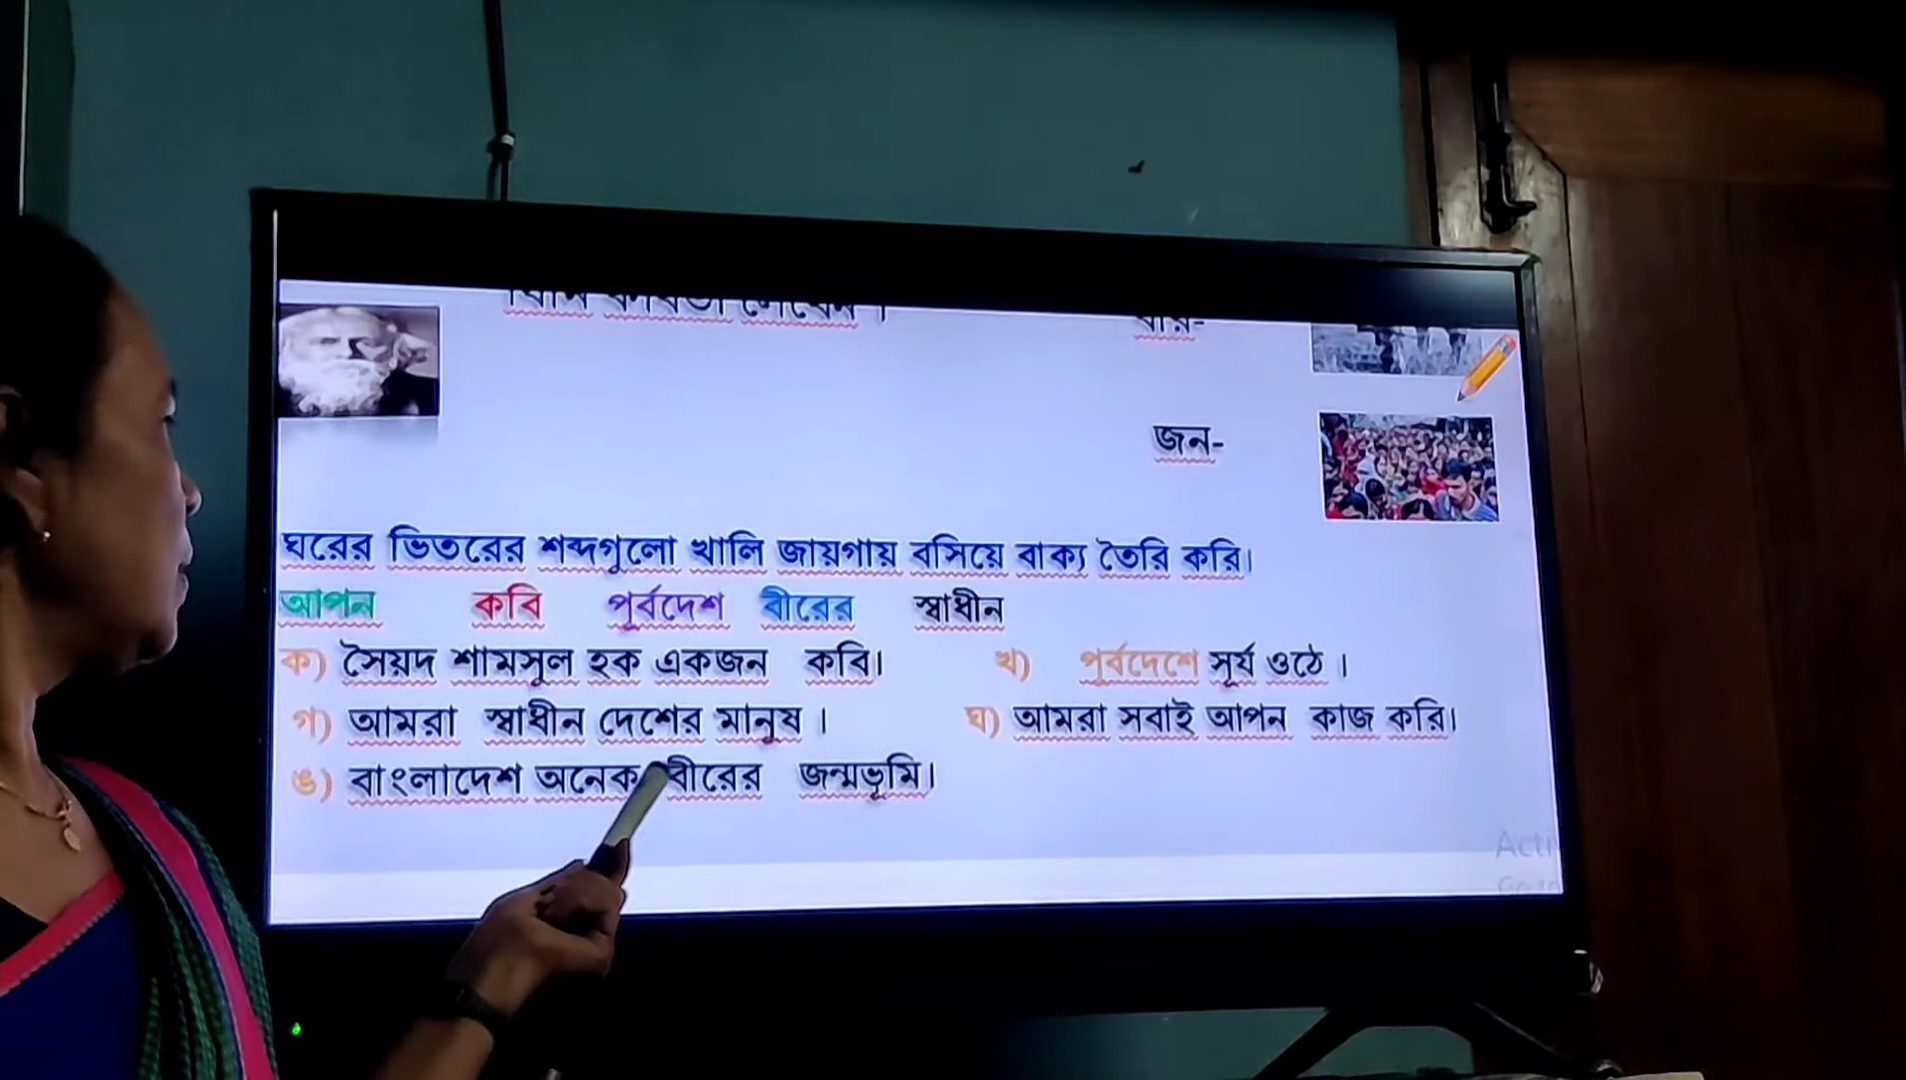 জন-
ঘরের ভিতরের শব্দগুলো খালি জায়গায় বসিয়ে বাক্য তৈরি করি।
আপন কবি পূর্বদেশ বীরের স্বাধীন
ক) সৈয়দ শামসুল হক একজন কবি। খ) পূর্বদেশে সূর্য ওঠে ।
গ) আমরা স্বাধীন দেশের মানুষ । ঘ) আমরা সবাই আপন কাজ করি।
ঙ) বাংলাদেশ অনেক বীরের জন্মভূমি।